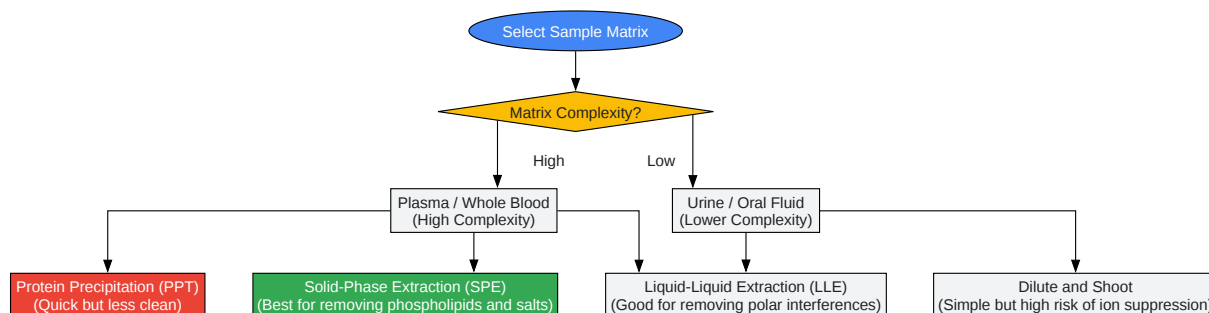 Select Sample Matrix
Matrix Complexity?
High
Low
Plasma / Whole Blood
(High Complexity)
Urine / Oral Fluid
(Lower Complexity)
Protein Precipitation (PPT)
(Quick but less clean)
Solid-Phase Extraction (SPE)
(Best for removing phospholipids and salts)
Liquid-Liquid Extraction (LLE)
(Good for removing polar interferences)
Dilute and Shoot
(Simple but high risk of ion suppression)